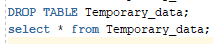 DROP TABLE Temporary_data;
select * from Temporary_data;